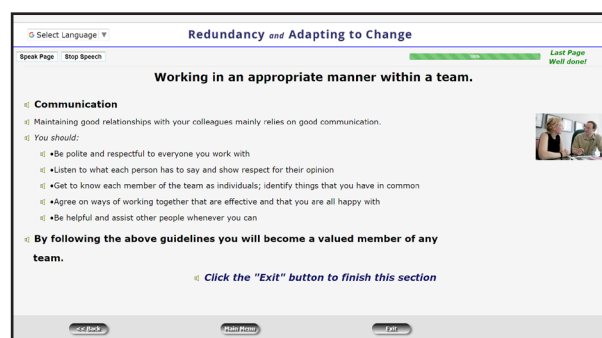 G Select Language ▼
Redundancy and Adapting to Change
Speak Page Stop Speech
Last Page
Well done!
Working in an appropriate manner within a team.
Communication
Maintaining good relationships with your colleagues mainly relies on good communication.
You should:
•Be polite and respectful to everyone you work with
•Listen to what each person has to say and show respect for their opinion
•Get to know each member of the team as individuals; identify things that you have in common
•Agree on ways of working together that are effective and that you are all happy with
•Be helpful and assist other people whenever you can
By following the above guidelines you will become a valued member of any
team.
Click the "Exit" button to finish this section
<< Back Main Menu Exit